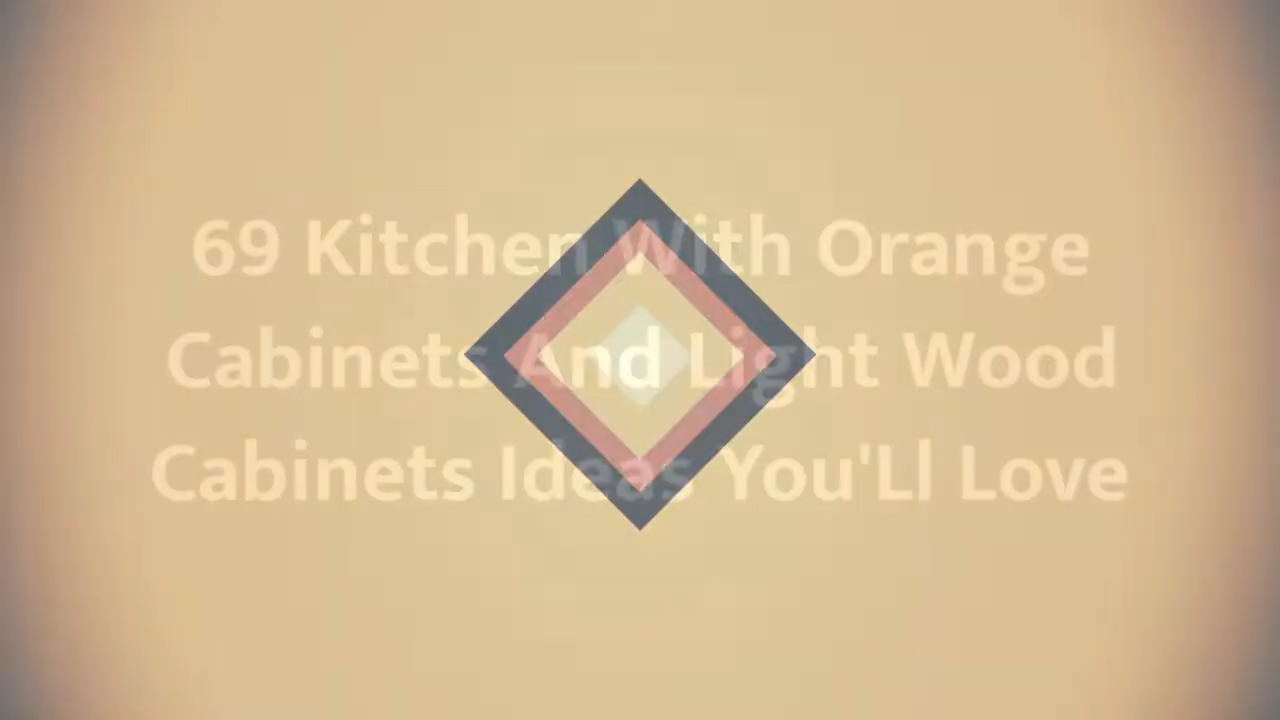 69 Kitchen With Orange
Cabinets And Light Wood
Cabinets Ideas You'Ll Love